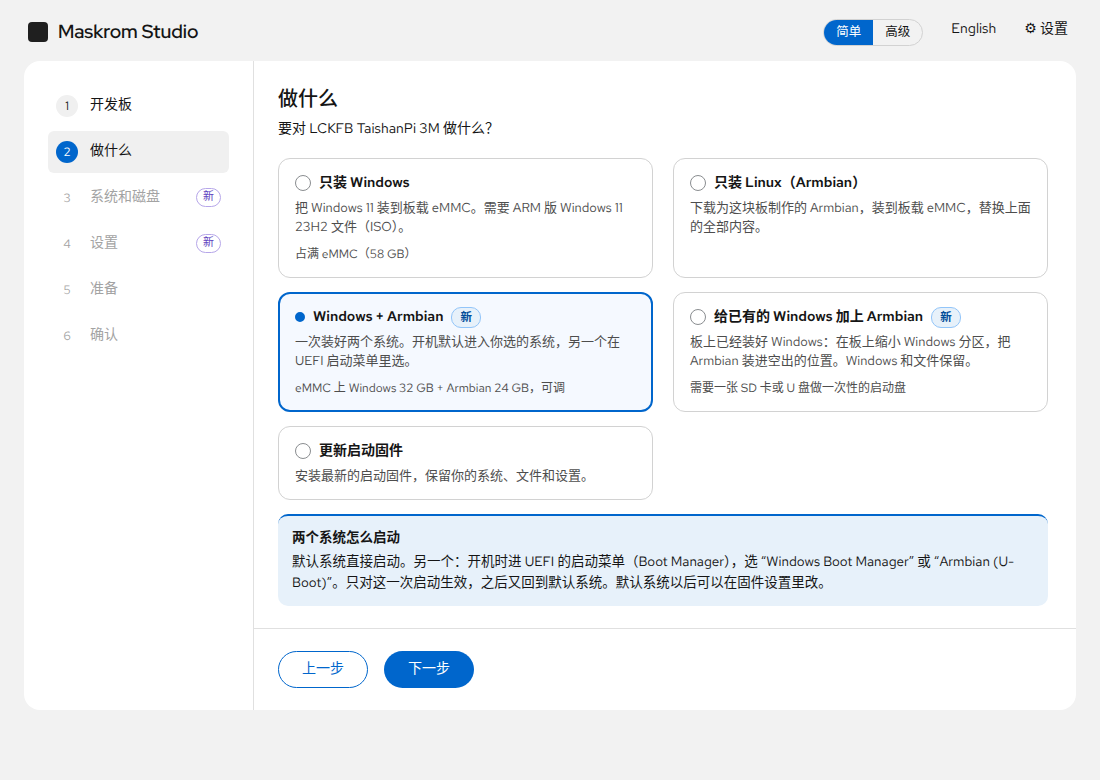 Maskrom Studio
简单 高级 English ⚙ 设置
1 开发板
2 做什么
3 系统和磁盘 新
4 设置 新
5 准备
6 确认
做什么
要对 LCKFB TaishanPi 3M 做什么？
只装 Windows
把 Windows 11 装到板载 eMMC。需要 ARM 版 Windows 11
23H2 文件（ISO）。
占满 eMMC（58 GB）
只装 Linux（Armbian）
下载为这块板制作的 Armbian，装到板载 eMMC，替换上面
的全部内容。
Windows + Armbian 新
一次装好两个系统。开机默认进入你选的系统，另一个在
UEFI 启动菜单里选。
eMMC 上 Windows 32 GB + Armbian 24 GB，可调
给已有的 Windows 加上 Armbian 新
板上已经装好 Windows：在板上缩小 Windows 分区，把
Armbian 装进空出的位置。Windows 和文件保留。
需要一张 SD 卡或 U 盘做一次性的启动盘
更新启动固件
安装最新的启动固件，保留你的系统、文件和设置。
两个系统怎么启动
默认系统直接启动。另一个：开机时进 UEFI 的启动菜单（Boot Manager），选 “Windows Boot Manager” 或 “Armbian (U-
Boot)”。只对这一次启动生效，之后又回到默认系统。默认系统以后可以在固件设置里改。
上一步 下一步